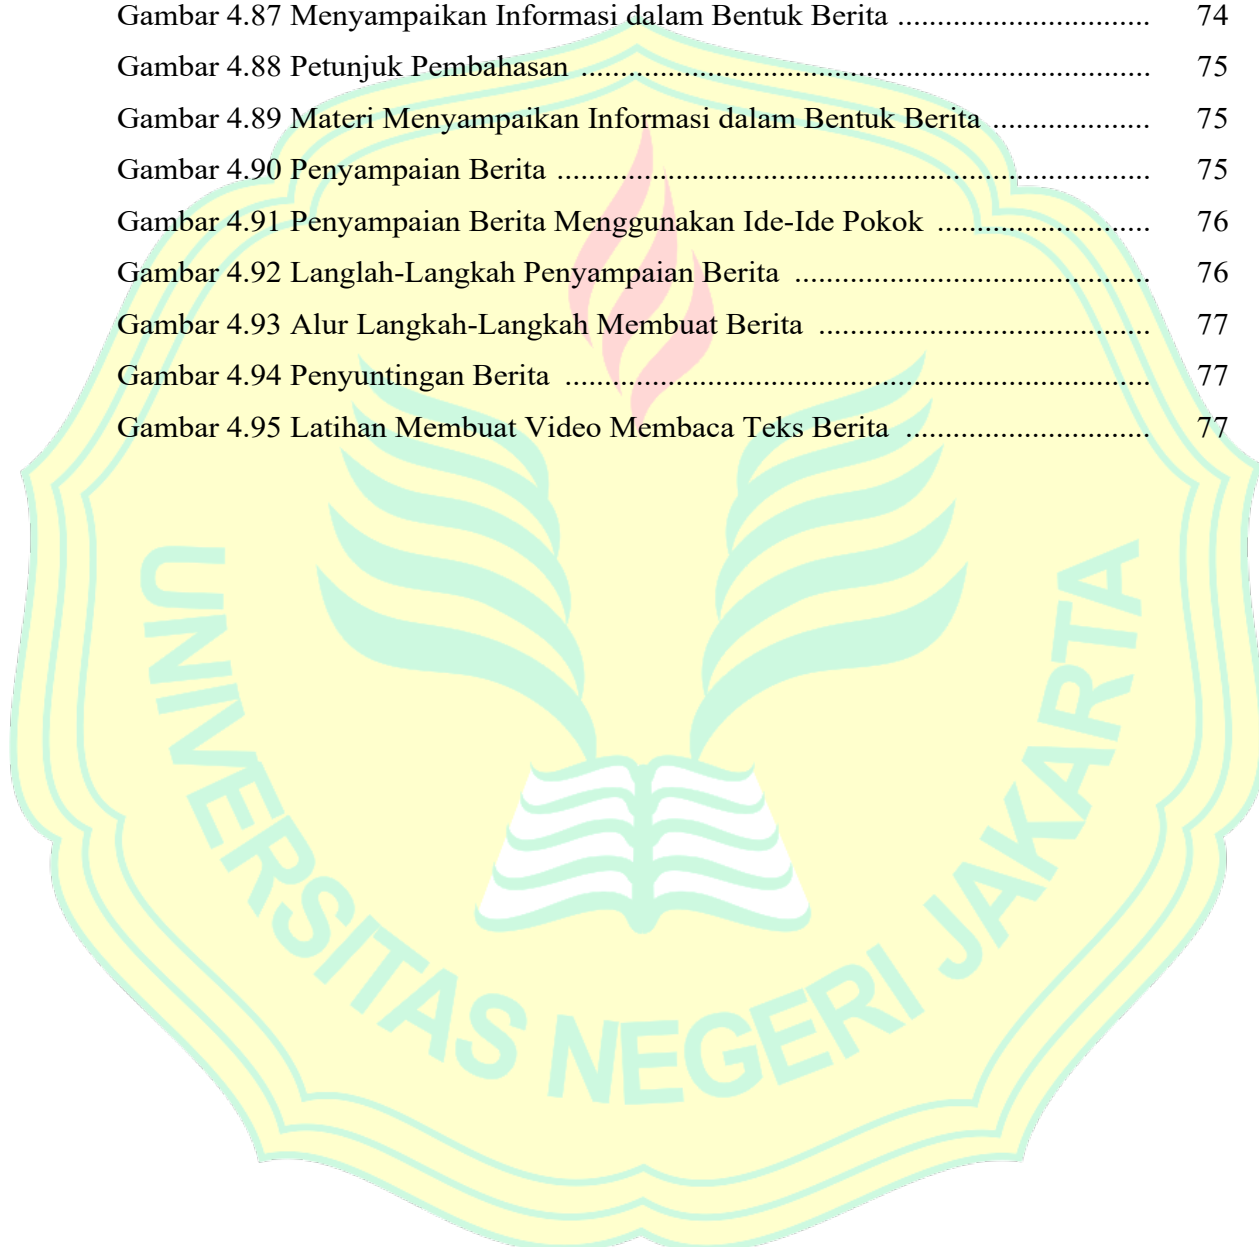 Gambar 4.87 Menyampaikan Informasi dalam Bentuk Berita ................................ 74
Gambar 4.88 Petunjuk Pembahasan ........................................................................ 75
Gambar 4.89 Materi Menyampaikan Informasi dalam Bentuk Berita .................... 75
Gambar 4.90 Penyampaian Berita ........................................................................... 75
Gambar 4.91 Penyampaian Berita Menggunakan Ide-Ide Pokok ........................... 76
Gambar 4.92 Langlah-Langkah Penyampaian Berita ............................................. 76
Gambar 4.93 Alur Langkah-Langkah Membuat Berita .......................................... 77
Gambar 4.94 Penyuntingan Berita .......................................................................... 77
Gambar 4.95 Latihan Membuat Video Membaca Teks Berita ............................... 77
UNIVERSITAS NEGERI JAKARTA